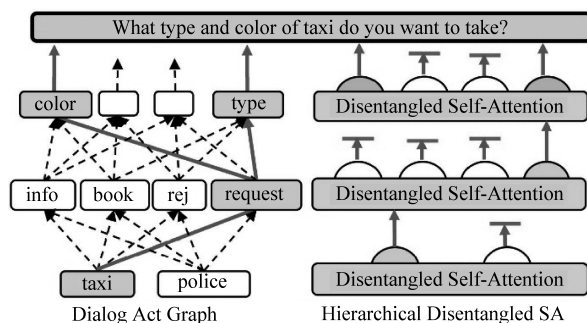 What type and color of taxi do you want to take?
color type
Disentangled Self-Attention
info book rej request
Disentangled Self-Attention
taxi police
Disentangled Self-Attention
Dialog Act Graph
Hierarchical Disentangled SA